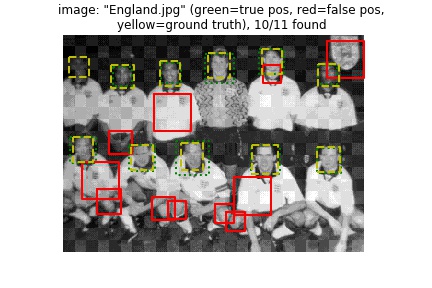 image: "England.jpg" (green=true pos, red=false pos,
yellow=ground truth), 10/11 found